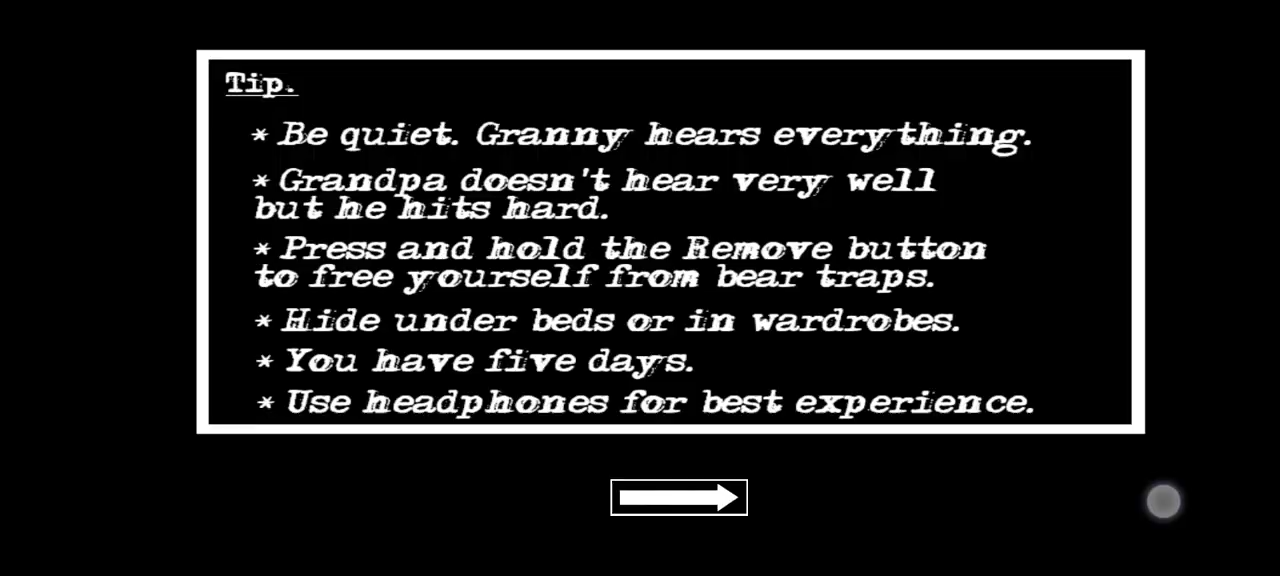 Tip.
* Be quiet. Granny hears everything.
* Grandpa doesn't hear very well
but he hits hard.
* Press and hold the Remove button
to free yourself from bear traps.
* Hide under beds or in wardrobes.
* You have five days.
* Use headphones for best experience.